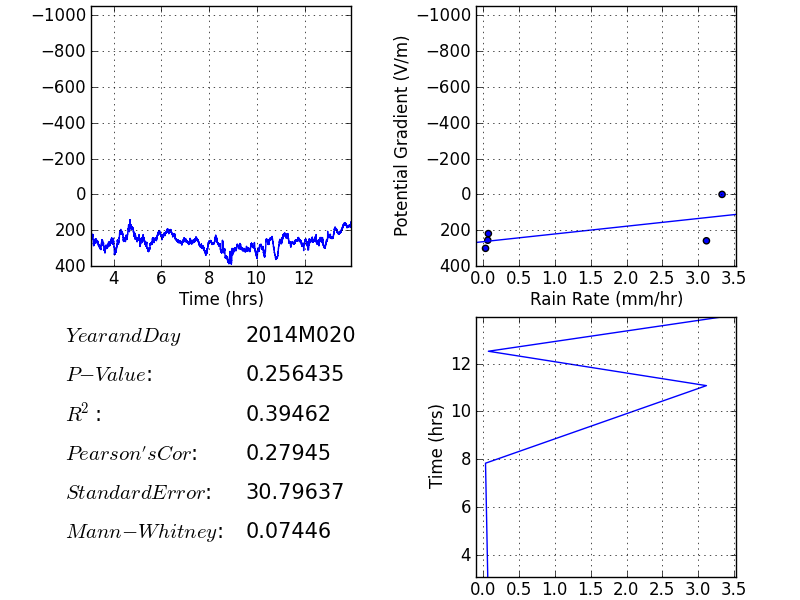 −1000
−800
−600
−400
−200
0
200
400
4 6 8 10 12
Time (hrs)
Potential Gradient (V/m)
−1000
−800
−600
−400
−200
0
200
400
0.0 0.5 1.0 1.5 2.0 2.5 3.0 3.5
Rain Rate (mm/hr)
YearandDay 2014M020
P−Value: 0.256435
R²: 0.39462
Pearson'sCor: 0.27945
StandardError: 30.79637
Mann−Whitney: 0.07446
Time (hrs)
12
10
8
6
4
0.0 0.5 1.0 1.5 2.0 2.5 3.0 3.5